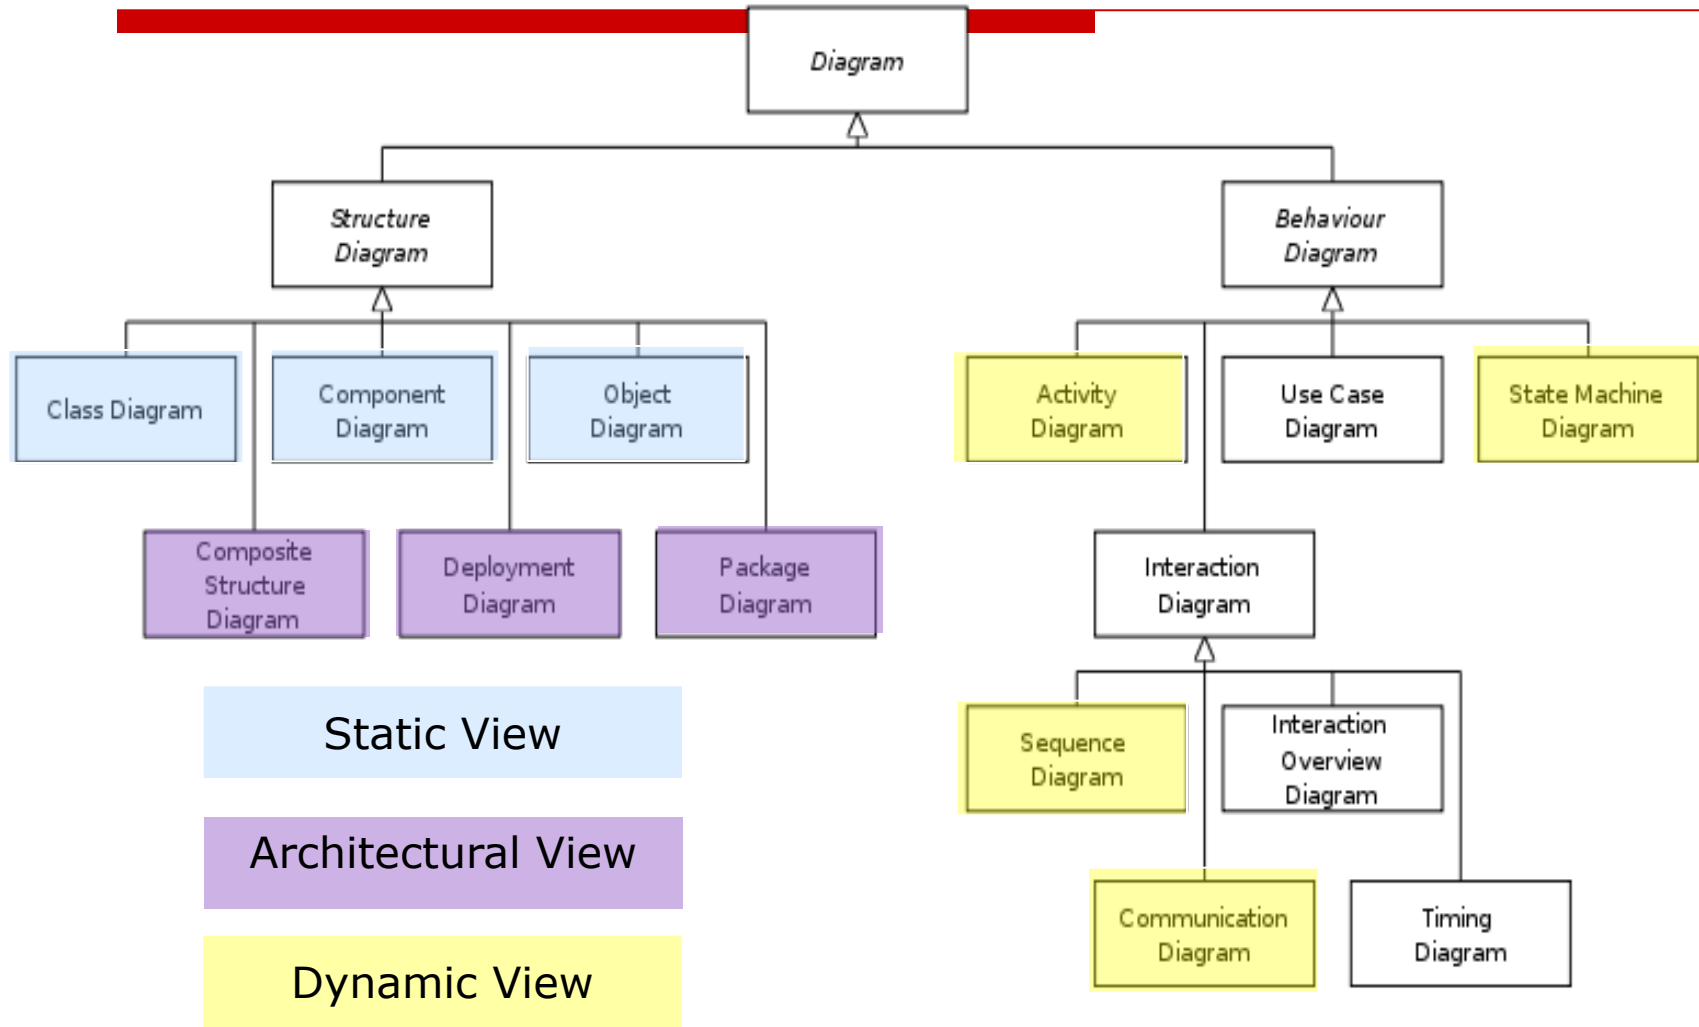 Diagram
Structure
Diagram
Behaviour
Diagram
Class Diagram
Component
Diagram
Object
Diagram
Activity
Diagram
Use Case
Diagram
State Machine
Diagram
Composite
Structure
Diagram
Deployment
Diagram
Package
Diagram
Interaction
Diagram
Sequence
Diagram
Interaction
Overview
Diagram
Communication
Diagram
Timing
Diagram
Static View
Architectural View
Dynamic View